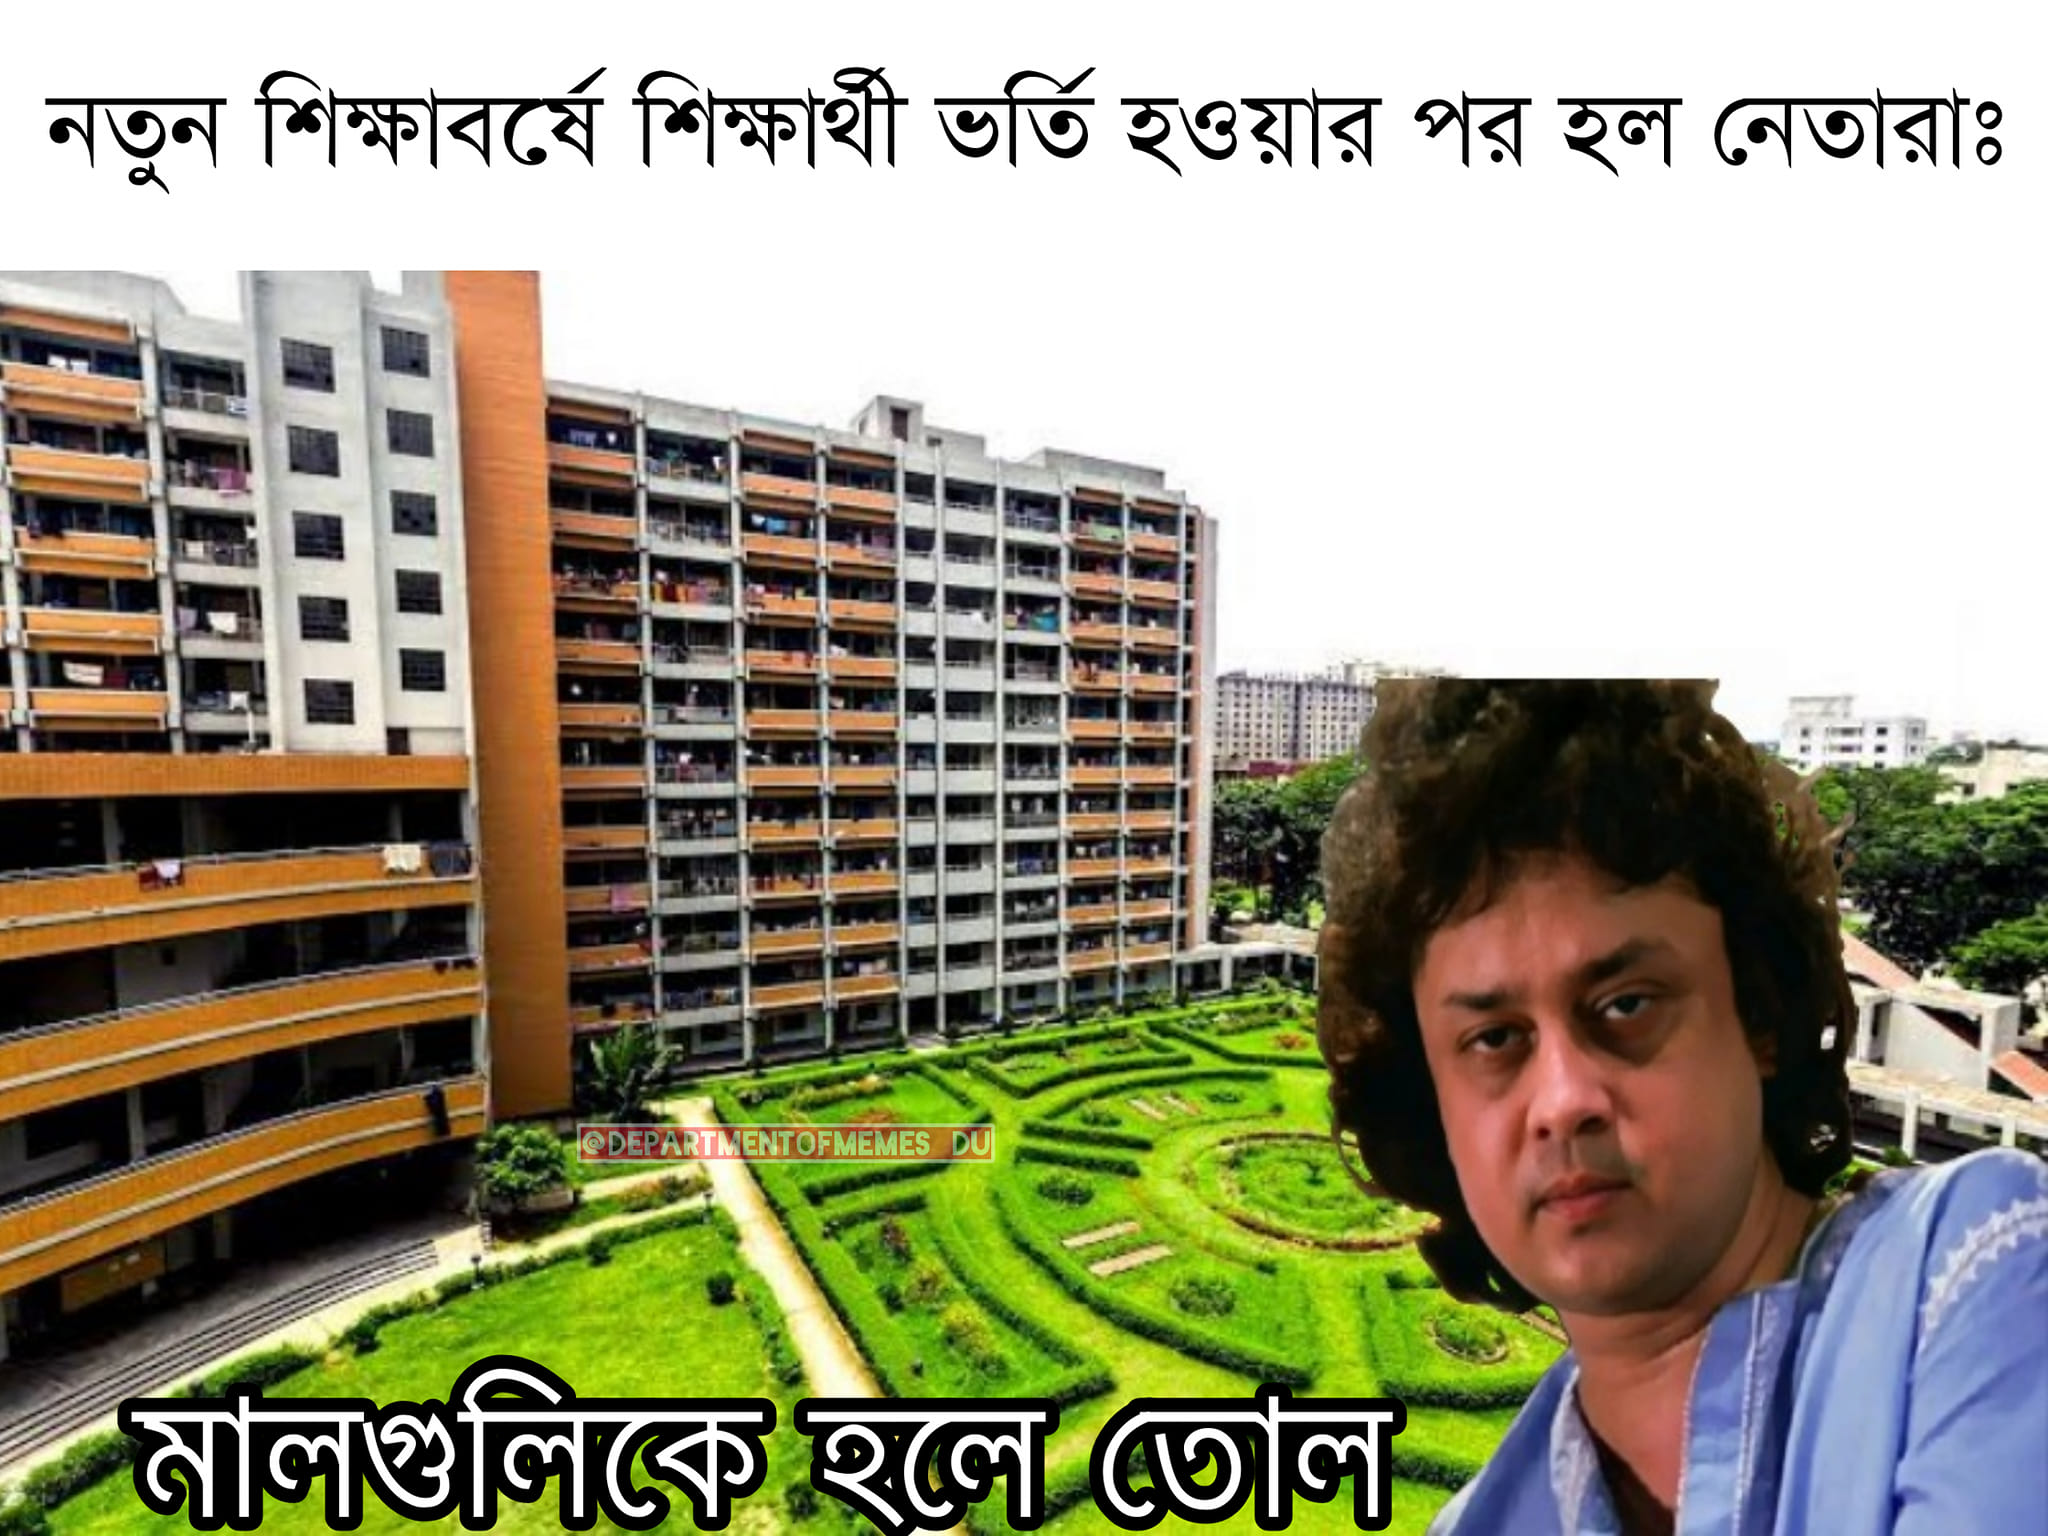 নতুন শিক্ষাবর্ষে শিক্ষার্থী ভর্তি হওয়ার পর হল নেতারাঃ
@DEPARTMENTOFMEMES_DU
মালগুলিকে হলে তোল